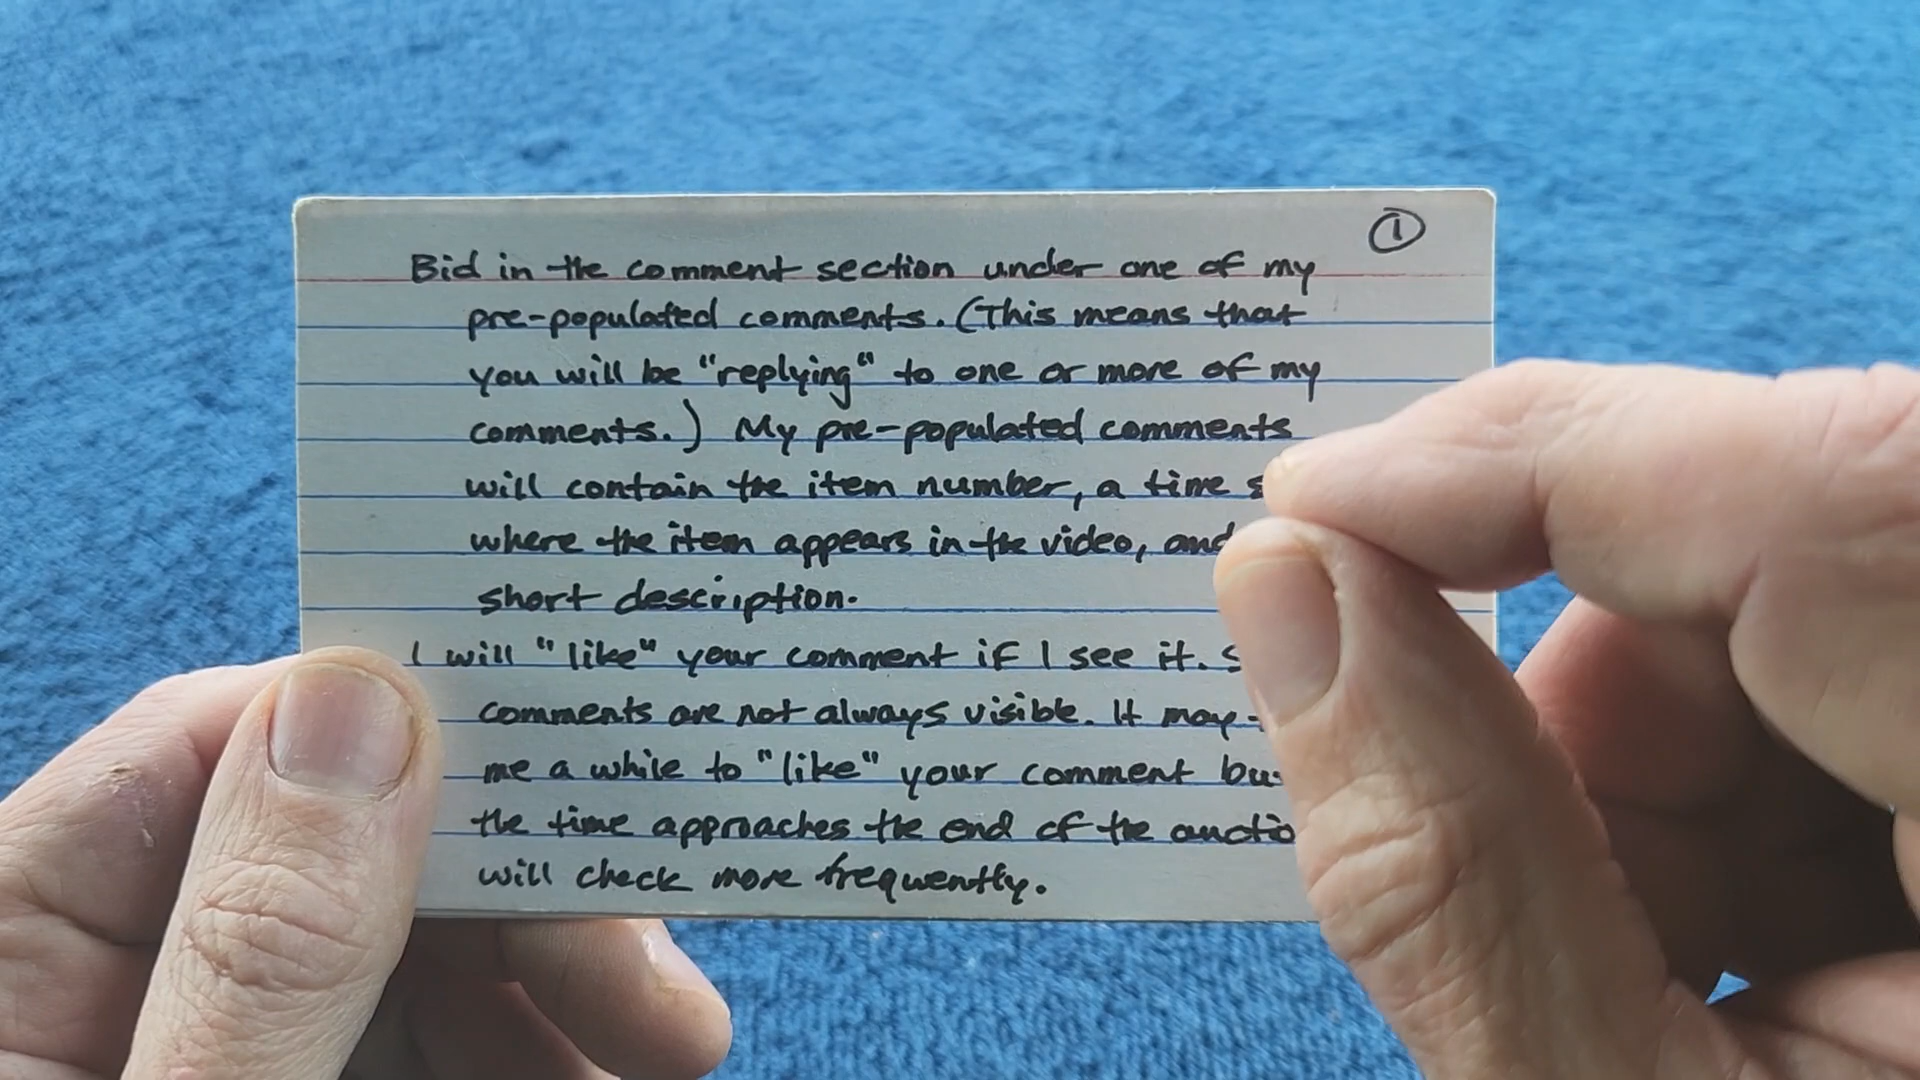 ①
Bid in the comment section under one of my
pre-populated comments. (This means that
you will be "replying" to one or more of my
comments.) My pre-populated comments
will contain the item number, a time
where the item appears in the video, and
short description.
I will "like" your comment if I see it.
comments are not always visible. It may
me a while to "like" your comment
the time approaches the end of the
will check more frequently.